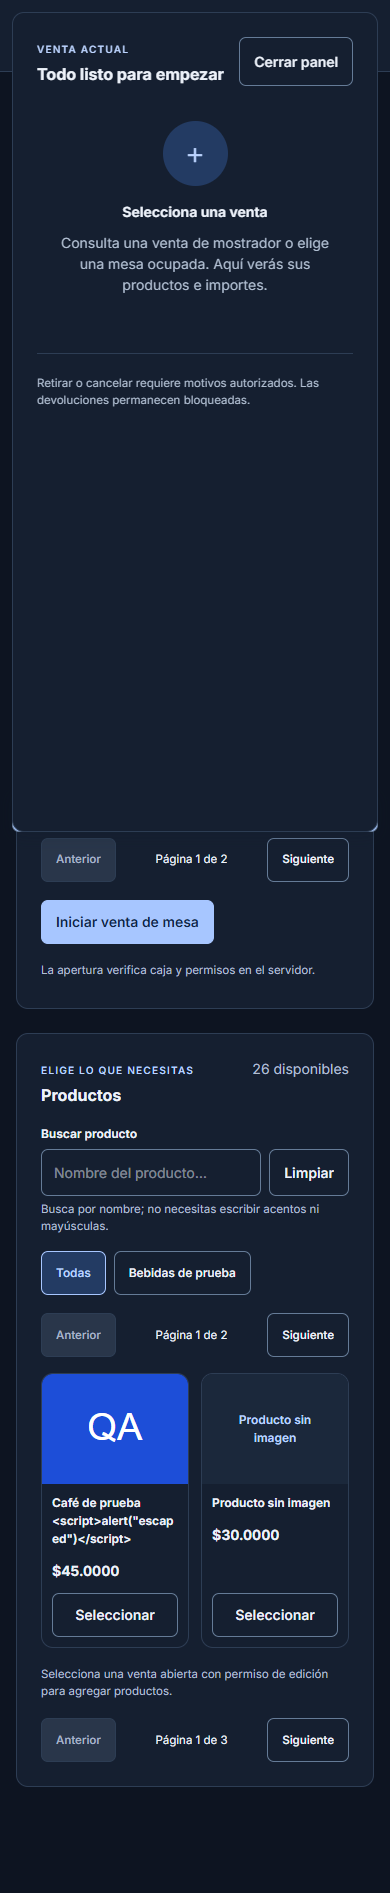 VENTA ACTUAL
Todo listo para empezar
Cerrar panel
+
Selecciona una venta
Consulta una venta de mostrador o elige
una mesa ocupada. Aquí verás sus
productos e importes.
Retirar o cancelar requiere motivos autorizados. Las
devoluciones permanecen bloqueadas.
Anterior
Página 1 de 2
Siguiente
Iniciar venta de mesa
La apertura verifica caja y permisos en el servidor.
ELIGE LO QUE NECESITAS
26 disponibles
Productos
Buscar producto
Nombre del producto...
Limpiar
Busca por nombre; no necesitas escribir acentos ni
mayúsculas.
Todas
Bebidas de prueba
Anterior
Página 1 de 2
Siguiente
QA
Café de prueba
<script>alert("escap
ed")</script>
$45.0000
Seleccionar
Producto sin
imagen
Producto sin imagen
$30.0000
Seleccionar
Selecciona una venta abierta con permiso de edición
para agregar productos.
Anterior
Página 1 de 3
Siguiente